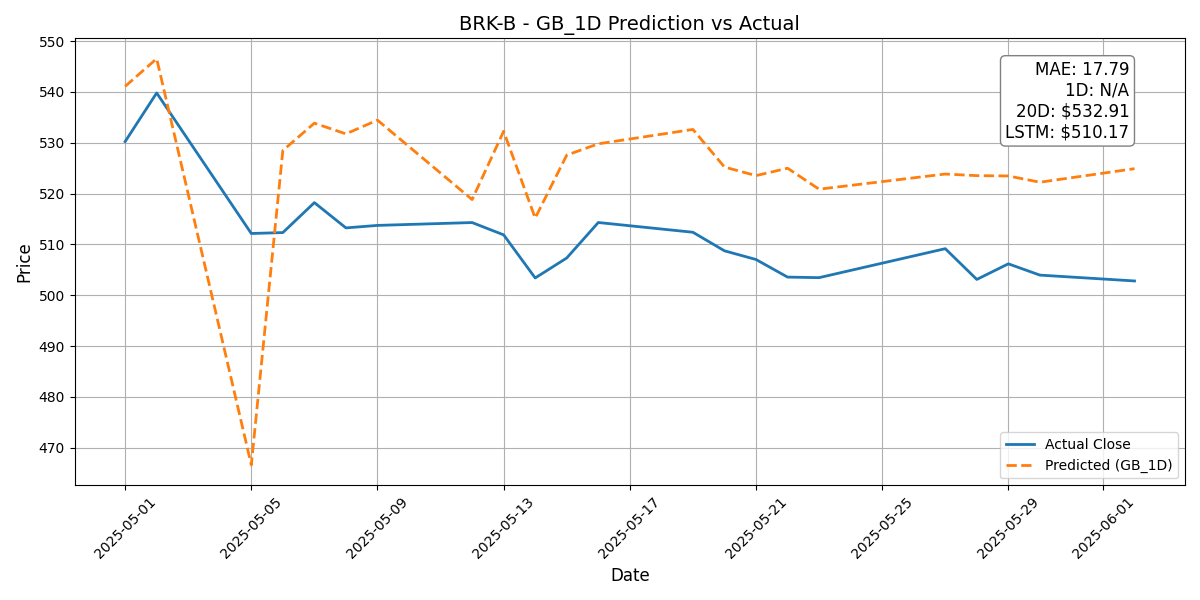 BRK-B - GB_1D Prediction vs Actual
550
540
530
520
510
500
490
480
470
Price
MAE: 17.79
1D: N/A
20D: $532.91
LSTM: $510.17
Actual Close
Predicted (GB_1D)
2025-05-01
2025-05-05
2025-05-09
2025-05-13
2025-05-17
2025-05-21
2025-05-25
2025-05-29
2025-06-01
Date